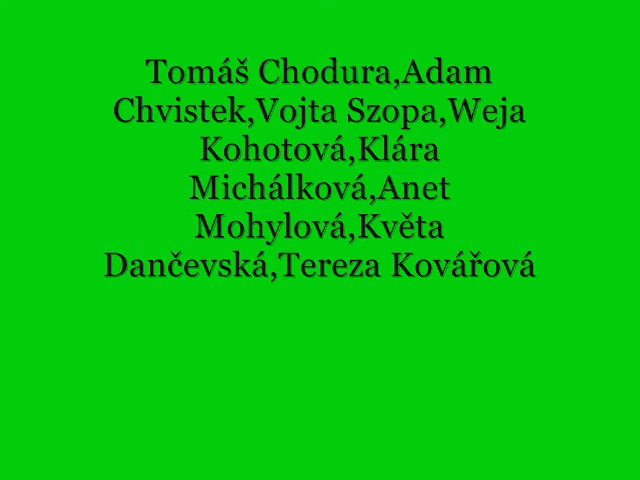 Tomáš Chodura,Adam
Chvistek,Vojta Szopa,Weja
Kohotová,Klára
Michálková,Anet
Mohylová,Květa
Dančevská,Tereza Kovářová